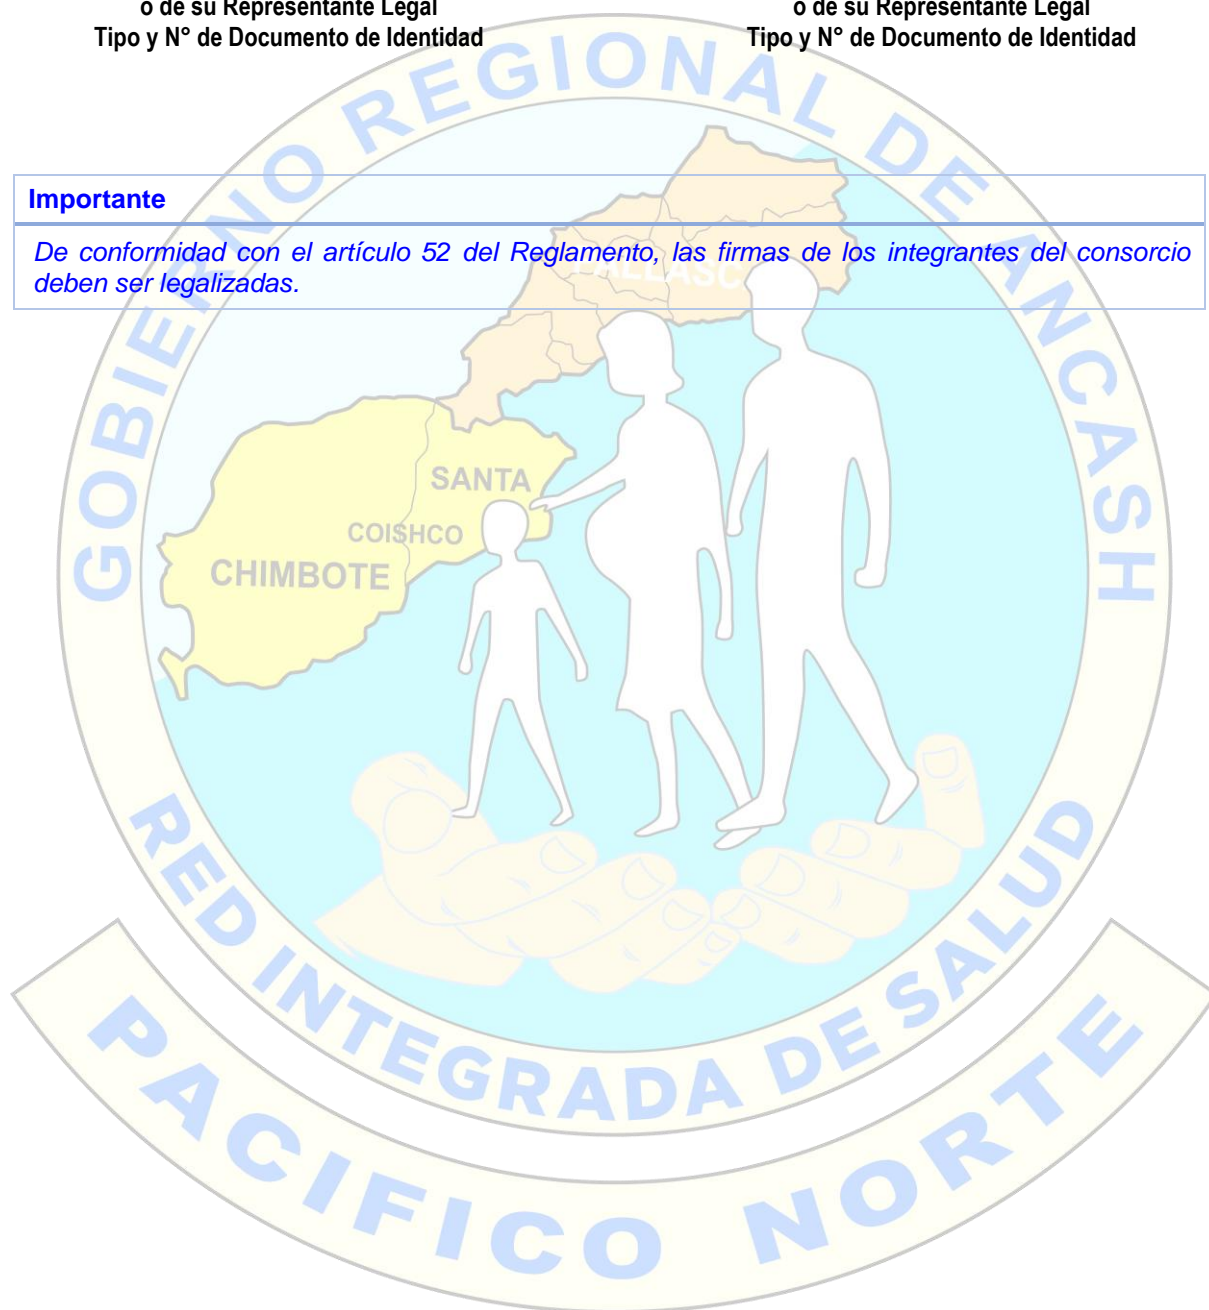 o de su Representante Legal
Tipo y N° de Documento de Identidad
o de su Representante Legal
Tipo y N° de Documento de Identidad
Importante
De conformidad con el artículo 52 del Reglamento, las firmas de los integrantes del consorcio
deben ser legalizadas.
GOBIERNO REGIONAL DE ANCASH
PALLASC
SANTA
COISHCO
CHIMBOTE
RED INTEGRADA DE SALUD
PACIFICO NORTE